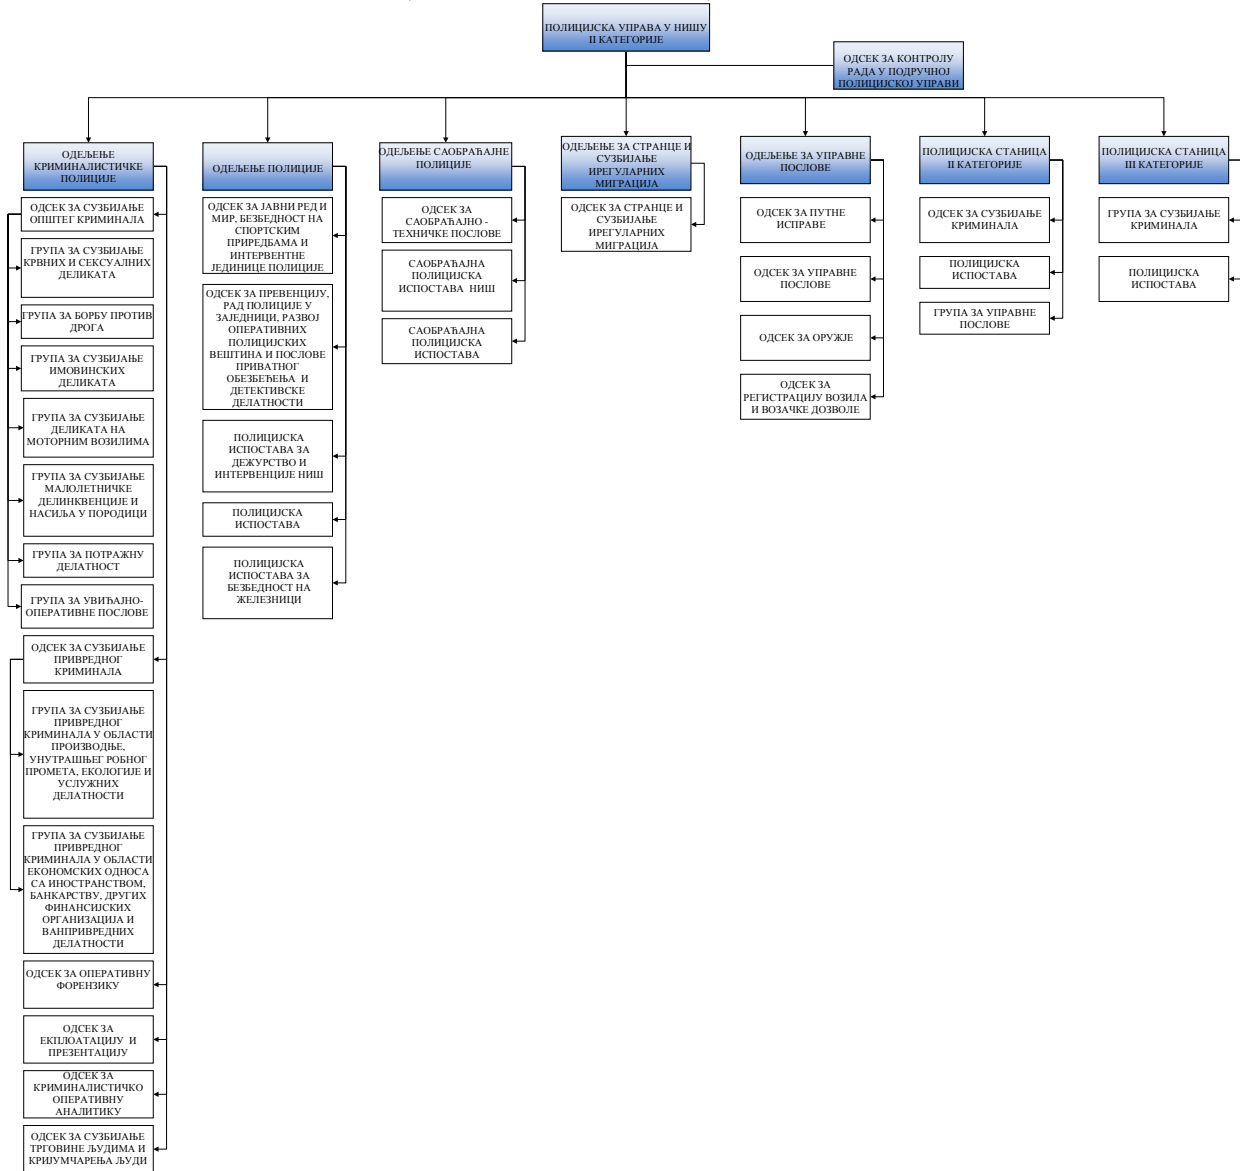 ПОЛИЦИЈСКА УПРАВА У НИШУ
II КАТЕГОРИЈЕ
ОДСЕК ЗА КОНТРОЛУ
РАДА У ПОДРУЧНОЈ
ПОЛИЦИЈСКОЈ УПРАВИ
ОДЕЉЕЊЕ
КРИМИНАЛИСТИЧКЕ
ПОЛИЦИЈЕ
ОДСЕК ЗА СУЗБИЈАЊЕ
ОПШТЕГ КРИМИНАЛА
ГРУПА ЗА СУЗБИЈАЊЕ
КРВНИХ И СЕКСУАЛНИХ
ДЕЛИКАТА
ГРУПА ЗА БОРБУ ПРОТИВ
ДРОГА
ГРУПА ЗА СУЗБИЈАЊЕ
ИМОВИНСКИХ
ДЕЛИКАТА
ГРУПА ЗА СУЗБИЈАЊЕ
ДЕЛИКАТА НА
МОТОРНИМ ВОЗИЛИМА
ГРУПА ЗА СУЗБИЈАЊЕ
МАЛОЛЕТНИЧКЕ
ДЕЛИНКВЕНЦИЈЕ И
НАСИЉА У ПОРОДИЦИ
ГРУПА ЗА ПОТРАЖНУ
ДЕЛАТНОСТ
ГРУПА ЗА УВИЂАЈНО-
ОПЕРАТИВНЕ ПОСЛОВЕ
ОДСЕК ЗА СУЗБИЈАЊЕ
ПРИВРЕДНОГ
КРИМИНАЛА
ГРУПА ЗА СУЗБИЈАЊЕ
ПРИВРЕДНОГ
КРИМИНАЛА У ОБЛАСТИ
ПРОИЗВОДЊЕ,
УНУТРАШЊЕГ РОБНОГ
ПРОМЕТА, ЕКОЛОГИЈЕ И
УСЛУЖНИХ
ДЕЛАТНОСТИ
ГРУПА ЗА СУЗБИЈАЊЕ
ПРИВРЕДНОГ
КРИМИНАЛА У ОБЛАСТИ
ЕКОНОМСКИХ ОДНОСА
СА ИНОСТРАНСТВОМ,
БАНКАРСТВУ, ДРУГИХ
ФИНАНСИЈСКИХ
ОРГАНИЗАЦИЈА И
ВАНПРИВРЕДНИХ
ДЕЛАТНОСТИ
ОДСЕК ЗА ОПЕРАТИВНУ
ФОРЕНЗИКУ
ОДСЕК ЗА
ЕКПЛОАТАЦИЈУ И
ПРЕЗЕНТАЦИЈУ
ОДСЕК ЗА
КРИМИНАЛИСТИЧКО
ОПЕРАТИВНУ
АНАЛИТИКУ
ОДСЕК ЗА СУЗБИЈАЊЕ
ТРГОВИНЕ ЉУДИМА И
КРИЈУМЧАРЕЊА ЉУДИ
ОДЕЉЕЊЕ ПОЛИЦИЈЕ
ОДСЕК ЗА ЈАВНИ РЕД И
МИР, БЕЗБЕДНОСТ НА
СПОРТСКИМ
ПРИРЕДБАМА И
ИНТЕРВЕНТНЕ
ЈЕДИНИЦЕ ПОЛИЦИЈЕ
ОДСЕК ЗА ПРЕВЕНЦИЈУ,
РАД ПОЛИЦИЈЕ У
ЗАЈЕДНИЦИ, РАЗВОЈ
ОПЕРАТИВНИХ
ПОЛИЦИЈСКИХ
ВЕШТИНА И ПОСЛОВЕ
ПРИВАТНОГ
ОБЕЗБЕЂЕЊА И
ДЕТЕКТИВСКЕ
ДЕЛАТНОСТИ
ПОЛИЦИЈСКА
ИСПОСТАВА ЗА
ДЕЖУРСТВО И
ИНТЕРВЕНЦИЈЕ НИШ
ПОЛИЦИЈСКА
ИСПОСТАВА
ПОЛИЦИЈСКА
ИСПОСТАВА ЗА
БЕЗБЕДНОСТ НА
ЖЕЛЕЗНИЦИ
ОДЕЉЕЊЕ САОБРАЋАЈНЕ
ПОЛИЦИЈЕ
ОДСЕК ЗА
САОБРАЋАЈНО -
ТЕХНИЧКЕ ПОСЛОВЕ
САОБРАЋАЈНА
ПОЛИЦИЈСКА
ИСПОСТАВА НИШ
САОБРАЋАЈНА
ПОЛИЦИЈСКА
ИСПОСТАВА
ОДЕЉЕЊЕ ЗА СТРАНЦЕ И
СУЗБИЈАЊЕ
ИРЕГУЛАРНИХ
МИГРАЦИЈА
ОДСЕК ЗА СТРАНЦЕ И
СУЗБИЈАЊЕ
ИРЕГУЛАРНИХ
МИГРАЦИЈА
ОДЕЉЕЊЕ ЗА УПРАВНЕ
ПОСЛОВЕ
ОДСЕК ЗА ПУТНЕ
ИСПРАВЕ
ОДСЕК ЗА УПРАВНЕ
ПОСЛОВЕ
ОДСЕК ЗА ОРУЖЈЕ
ОДСЕК ЗА
РЕГИСТРАЦИЈУ ВОЗИЛА
И ВОЗАЧКЕ ДОЗВОЛЕ
ПОЛИЦИЈСКА СТАНИЦА
II КАТЕГОРИЈЕ
ОДСЕК ЗА СУЗБИЈАЊЕ
КРИМИНАЛА
ПОЛИЦИЈСКА
ИСПОСТАВА
ГРУПА ЗА УПРАВНЕ
ПОСЛОВЕ
ПОЛИЦИЈСКА СТАНИЦА
III КАТЕГОРИЈЕ
ГРУПА ЗА СУЗБИЈАЊЕ
КРИМИНАЛА
ПОЛИЦИЈСКА
ИСПОСТАВА